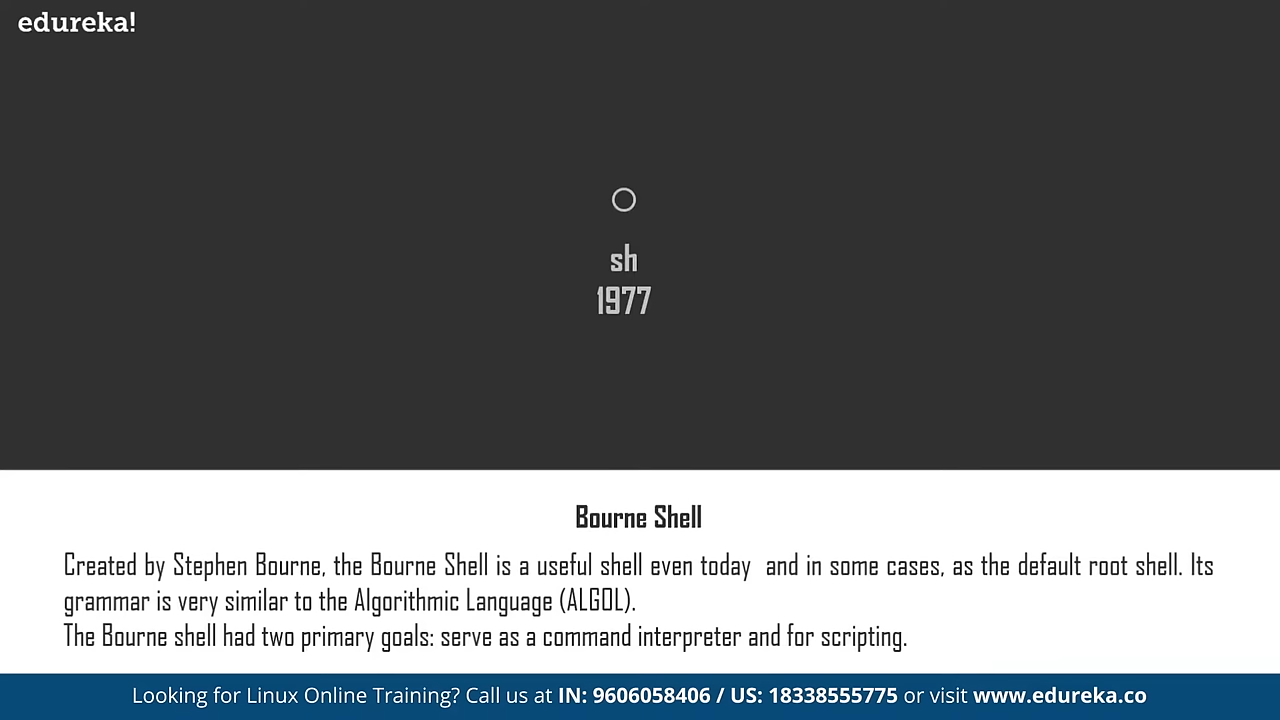 edureka!
sh
1977
Bourne Shell
Created by Stephen Bourne, the Bourne Shell is a useful shell even today and in some cases, as the default root shell. Its
grammar is very similar to the Algorithmic Language (ALGOL).
The Bourne shell had two primary goals: serve as a command interpreter and for scripting.
Looking for Linux Online Training? Call us at IN: 9606058406 / US: 18338555775 or visit www.edureka.co